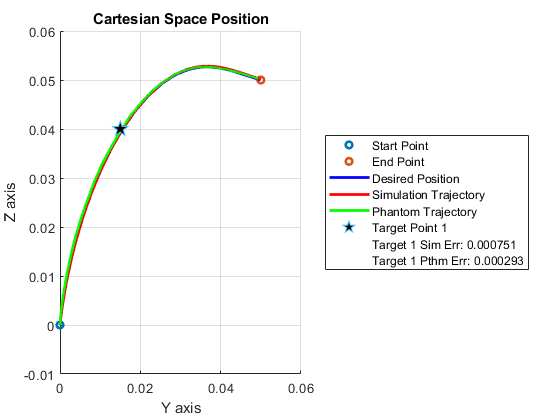 Cartesian Space Position
0.06
0.05
0.04
0.03
0.02
0.01
0
-0.01
Z axis
0
0.02
0.04
0.06
Y axis
Start Point
End Point
Desired Position
Simulation Trajectory
Phantom Trajectory
Target Point 1
Target 1 Sim Err: 0.000751
Target 1 Pthm Err: 0.000293